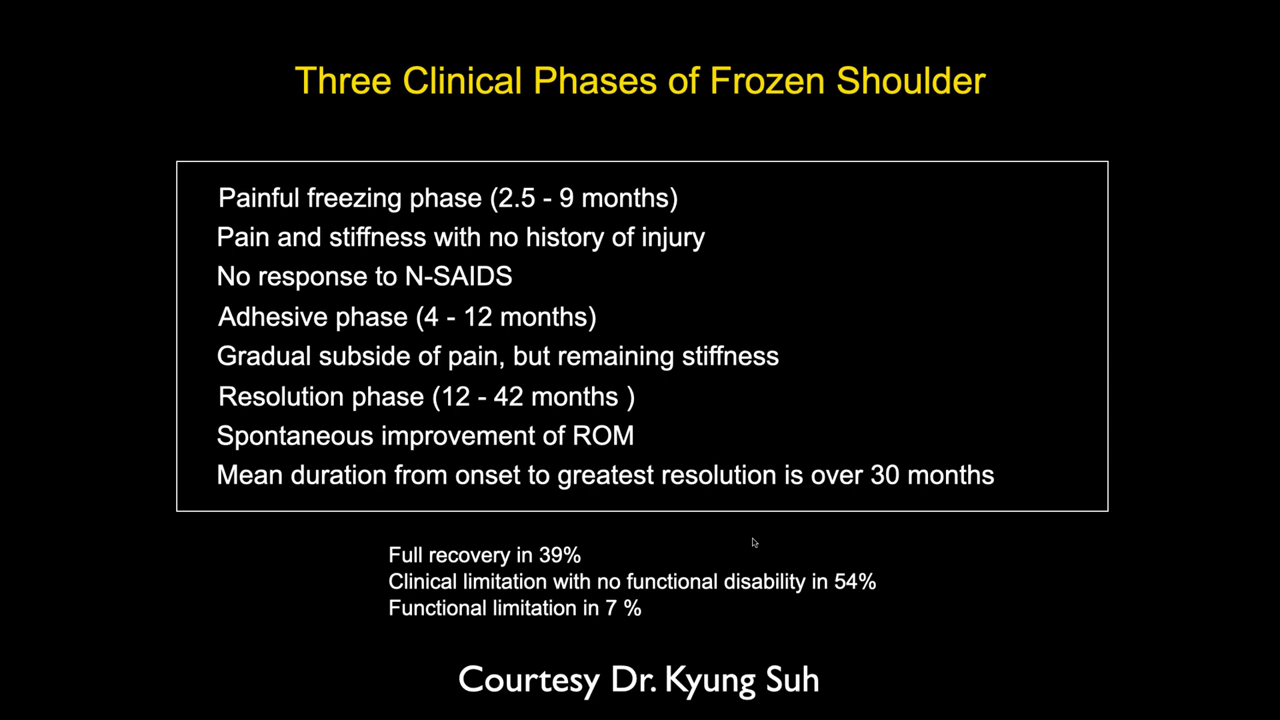 Three Clinical Phases of Frozen Shoulder
Painful freezing phase (2.5 - 9 months)
Pain and stiffness with no history of injury
No response to N-SAIDS
Adhesive phase (4 - 12 months)
Gradual subside of pain, but remaining stiffness
Resolution phase (12 - 42 months )
Spontaneous improvement of ROM
Mean duration from onset to greatest resolution is over 30 months
Full recovery in 39%
Clinical limitation with no functional disability in 54%
Functional limitation in 7 %
Courtesy Dr. Kyung Suh